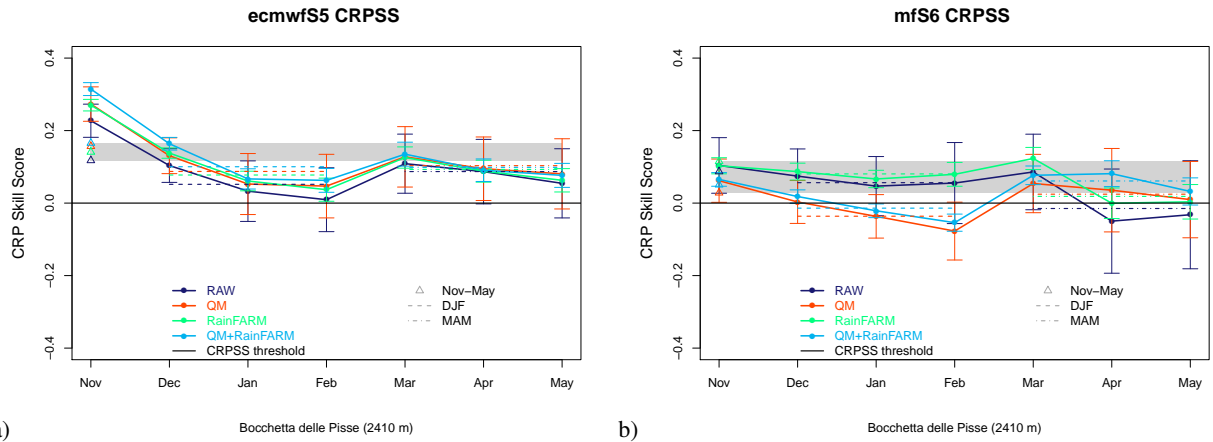 ecmwfS5 CRPSS
CRP Skill Score
0.4
0.2
0.0
−0.2
−0.4
RAW
QM
RainFARM
QM+RainFARM
CRPSS threshold
Nov−May
DJF
MAM
Nov Dec Jan Feb Mar Apr May
Bocchetta delle Pisse (2410 m)
mfS6 CRPSS
CRP Skill Score
0.4
0.2
0.0
−0.2
−0.4
RAW
QM
RainFARM
QM+RainFARM
CRPSS threshold
Nov−May
DJF
MAM
Nov Dec Jan Feb Mar Apr May
b) Bocchetta delle Pisse (2410 m)